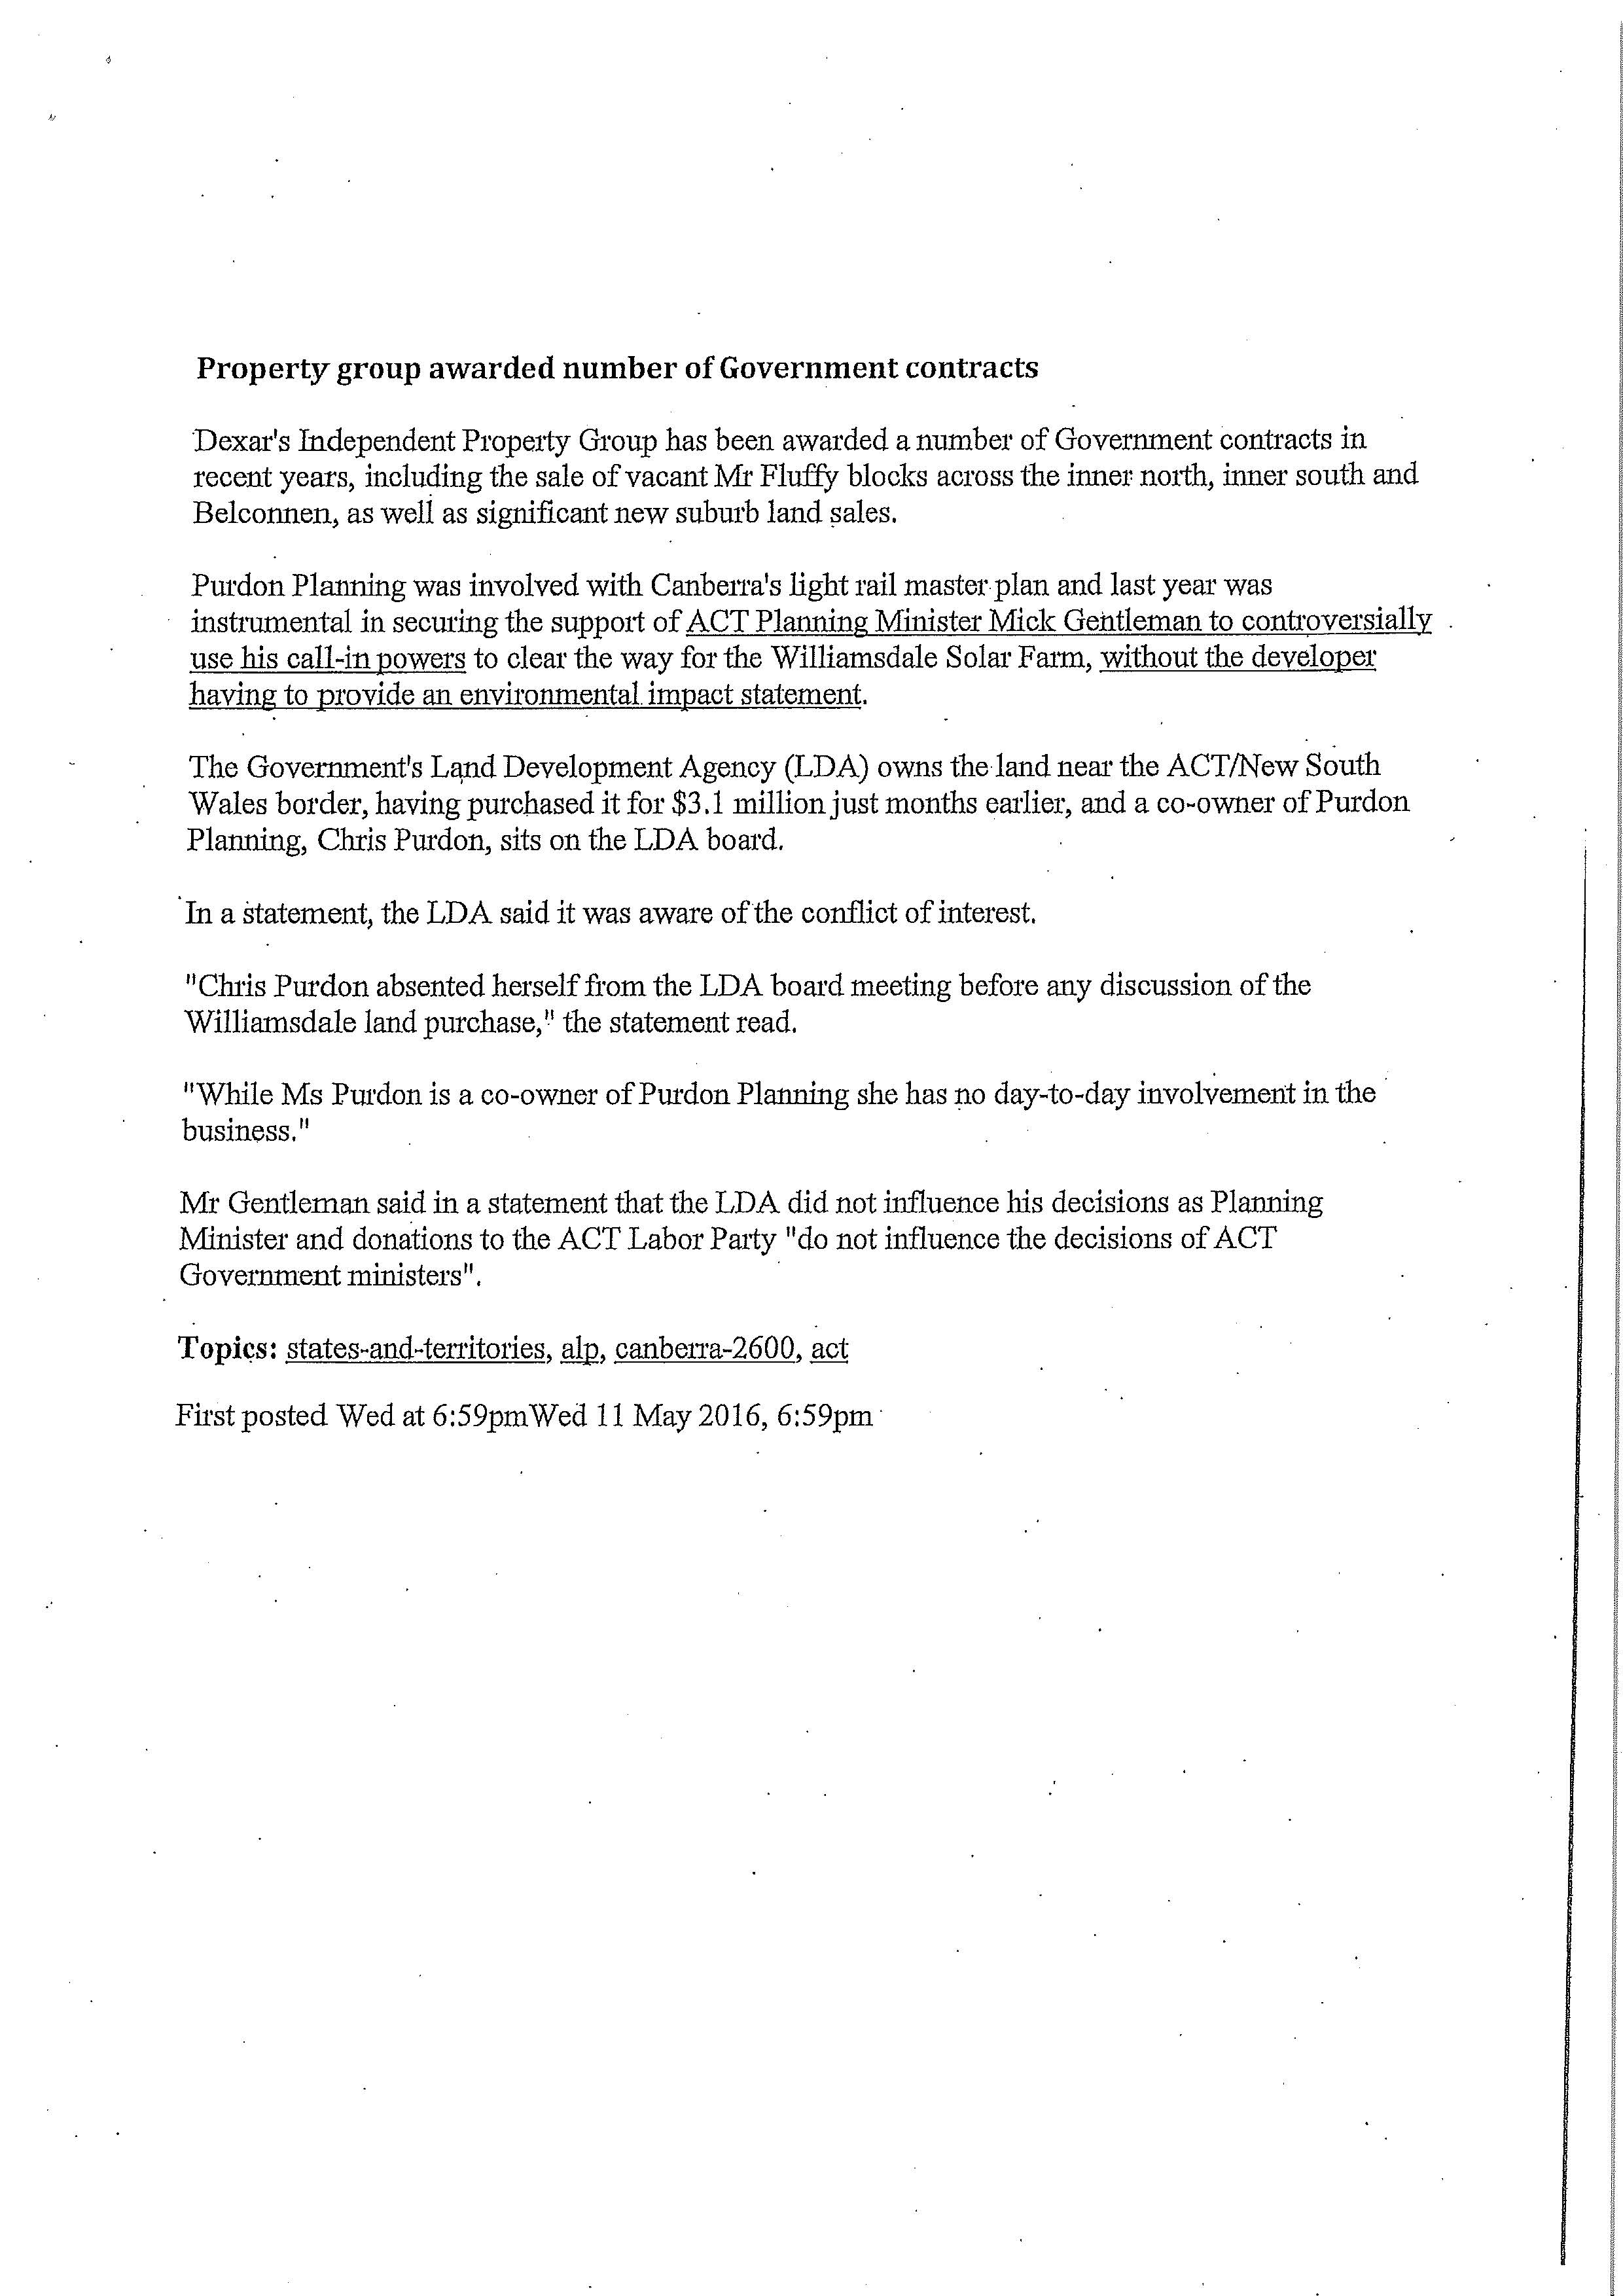 Property group awarded number of Government contracts
Dexar's Independent Property Group has been awarded a number of Government contracts in
recent years, including the sale of vacant Mr Fluffy blocks across the inner north, inner south and
Belconnen, as well as significant new suburb land sales.
Purdon Planning was involved with Canberra's light rail master plan and last year was
instrumental in securing the support of ACT Planning Minister Mick Gentleman to controversially
use his call-in powers to clear the way for the Williamsdale Solar Farm, without the developer
having to provide an environmental impact statement.
The Government's Land Development Agency (LDA) owns the land near the ACT/New South
Wales border, having purchased it for $3.1 million just months earlier, and a co-owner of Purdon
Planning, Chris Purdon, sits on the LDA board.
In a statement, the LDA said it was aware of the conflict of interest.
"Chris Purdon absented herself from the LDA board meeting before any discussion of the
Williamsdale land purchase," the statement read.
"While Ms Purdon is a co-owner of Purdon Planning she has no day-to-day involvement in the
business."
Mr Gentleman said in a statement that the LDA did not influence his decisions as Planning
Minister and donations to the ACT Labor Party "do not influence the decisions of ACT
Government ministers".
Topics: states-and-territories, alp, canberra-2600, act
First posted Wed at 6:59pmWed 11 May 2016, 6:59pm